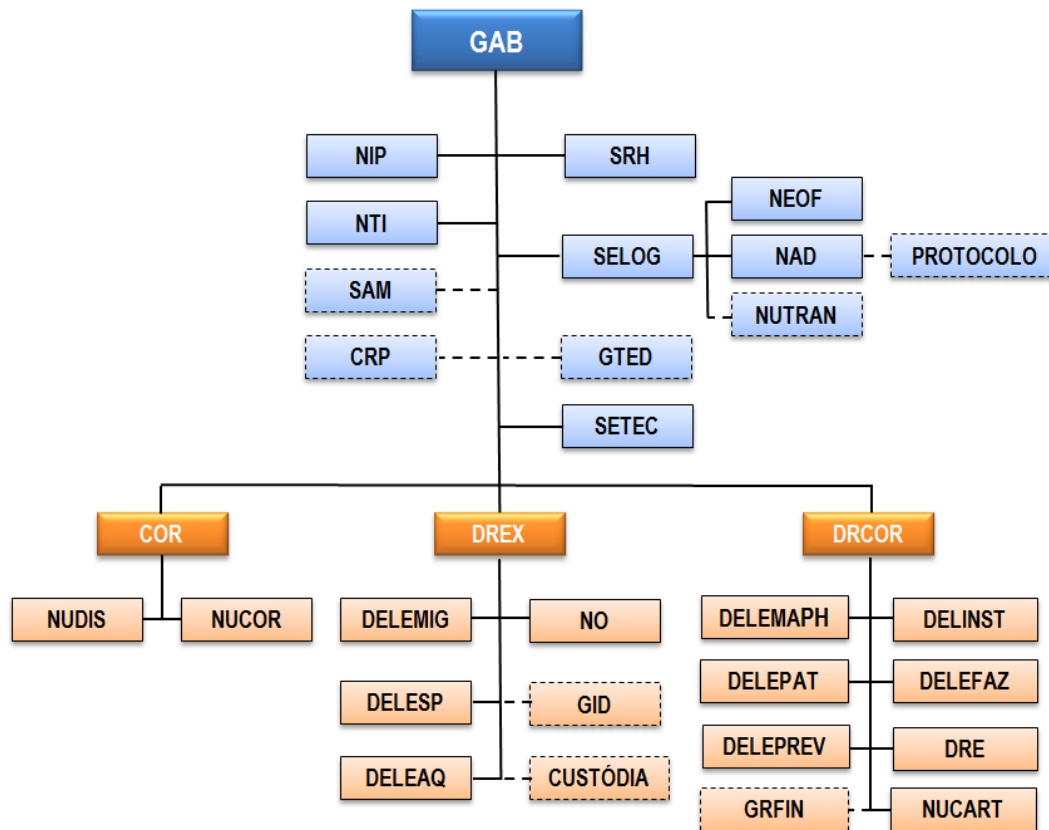 GAB
NIP
SRH
NEOF
NTI
SELOG
NAD
PROTOCOLO
SAM
NUTRAN
CRP
GTED
SETEC
COR
DREX
DRCOR
NUDIS
NUCOR
DELEMIG
NO
DELEMAPH
DELINST
DELESP
GID
DELEPAT
DELEFAZ
DELEAQ
CUSTÓDIA
DELEPREV
DRE
GRFIN
NUCART